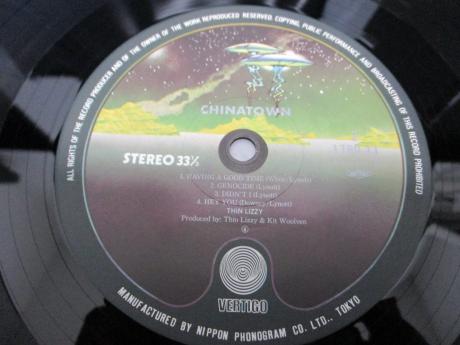 ALL RIGHTS OF THE RECORD PRODUCER AND OF THE OWNER OF THE WORK REPRODUCED RESERVED. COPYING, PUBLIC PERFORMANCE AND BROADCASTING OF THIS RECORD PROHIBITED
CHINATOWN
STEREO 33⅓
1. HAVING A GOOD TIME (White/Lynott)
2. GENOCIDE (Lynott)
3. DIDN'T I (Lynott)
4. HEY YOU (Downey/Lynott)
THIN LIZZY
Produced by: Thin Lizzy & Kit Woolven
VERTIGO
MANUFACTURED BY NIPPON PHONOGRAM CO. LTD., TOKYO